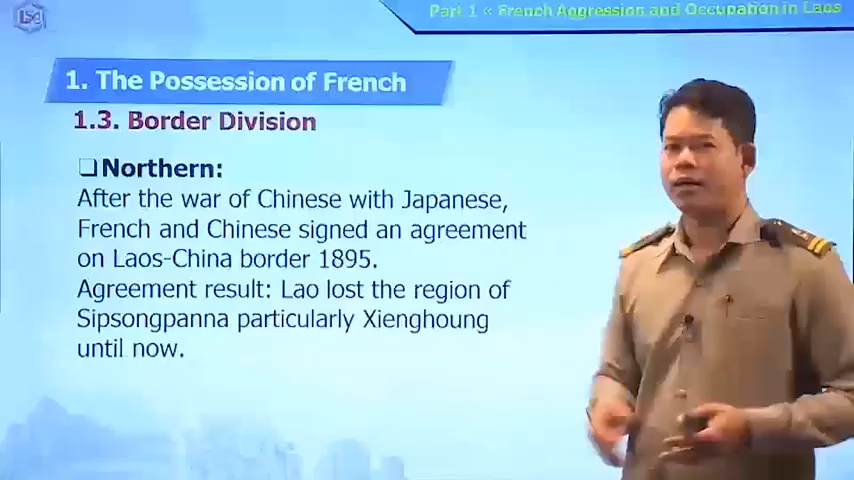 LSG
Part 1 « French Aggression and Occupation in Laos
1. The Possession of French
1.3. Border Division
❑Northern:
After the war of Chinese with Japanese,
French and Chinese signed an agreement
on Laos-China border 1895.
Agreement result: Lao lost the region of
Sipsongpanna particularly Xienghoung
until now.